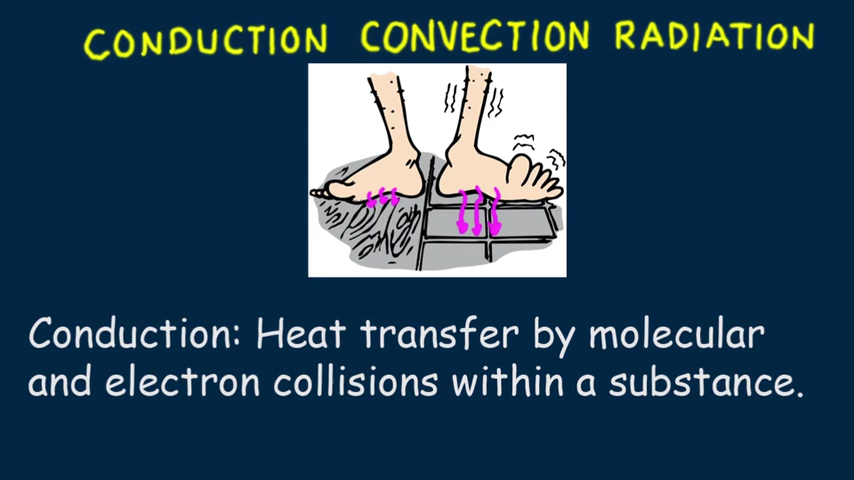 CONDUCTION CONVECTION RADIATION
Conduction: Heat transfer by molecular
and electron collisions within a substance.